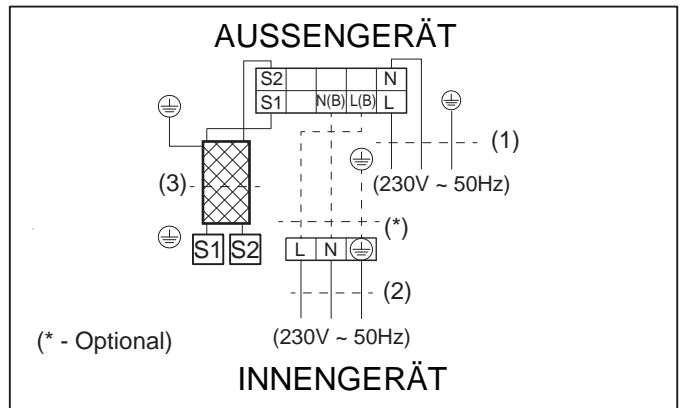 AUSSENGERÄT
S2 N
S1 N(B) L(B) L
(1)
(3)
(230V ~ 50Hz)
(*)
S1 S2 L N
(2)
(* - Optional)
(230V ~ 50Hz)
INNENGERÄT